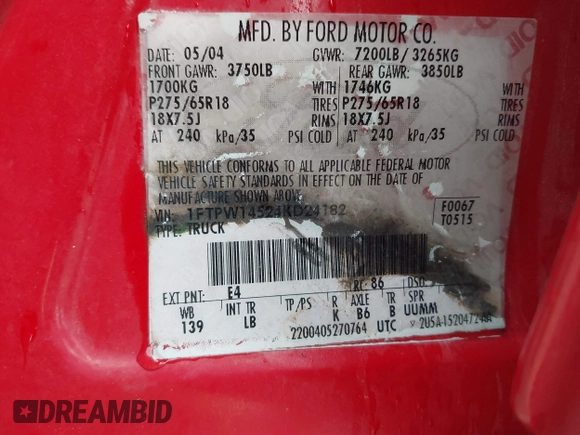 MFD. BY FORD MOTOR CO.
DATE: 05/04 GVWR: 7200LB/ 3265KG
FRONT GAWR: 3750LB REAR GAWR: 3850LB
1700KG WITH 1746KG WITH
P275/65R18 TIRES P275/65R18 TIRES
18X7.5J RIMS 18X7.5J RIMS
AT 240 kPa/35 PSI COLD AT 240 kPa/35 PSI COLD
THIS VEHICLE CONFORMS TO ALL APPLICABLE FEDERAL MOTOR
VEHICLE SAFETY STANDARDS IN EFFECT ON THE DATE OF
MANUFACTURE SHOWN ABOVE.
VIN: 1FTPW14524KD24182 F0067
TYPE: TRUCK T0515
EXT PNT: E4 RC: 86 DSO:
WB INT TR TP/PS R AXLE TR SPR
139 LB K B6 B UUMM
2200405270764 UTC
DREAMBID